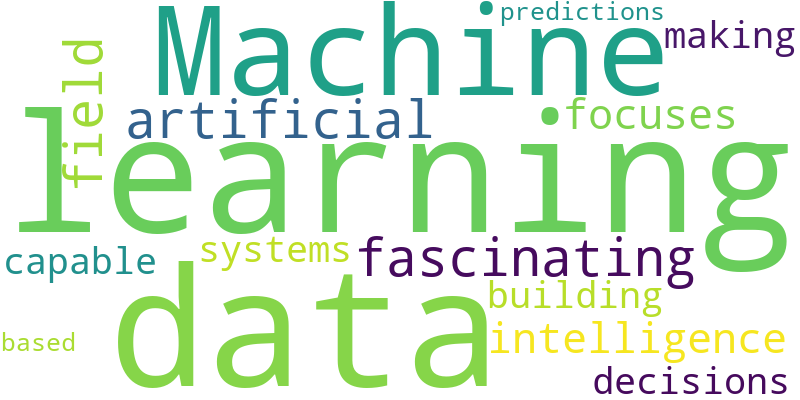 predictions
Machine
making
field
artificial
focuses
learning
fascinating
systems
capable
data
building
intelligence
based
decisions